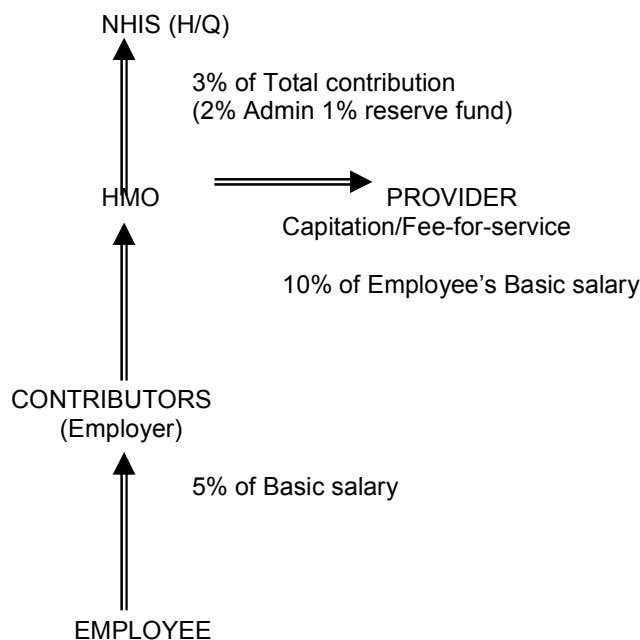 NHIS (H/Q)
3% of Total contribution
(2% Admin 1% reserve fund)
HMO
PROVIDER
Capitation/Fee-for-service
10% of Employee’s Basic salary
CONTRIBUTORS
(Employer)
5% of Basic salary
EMPLOYEE